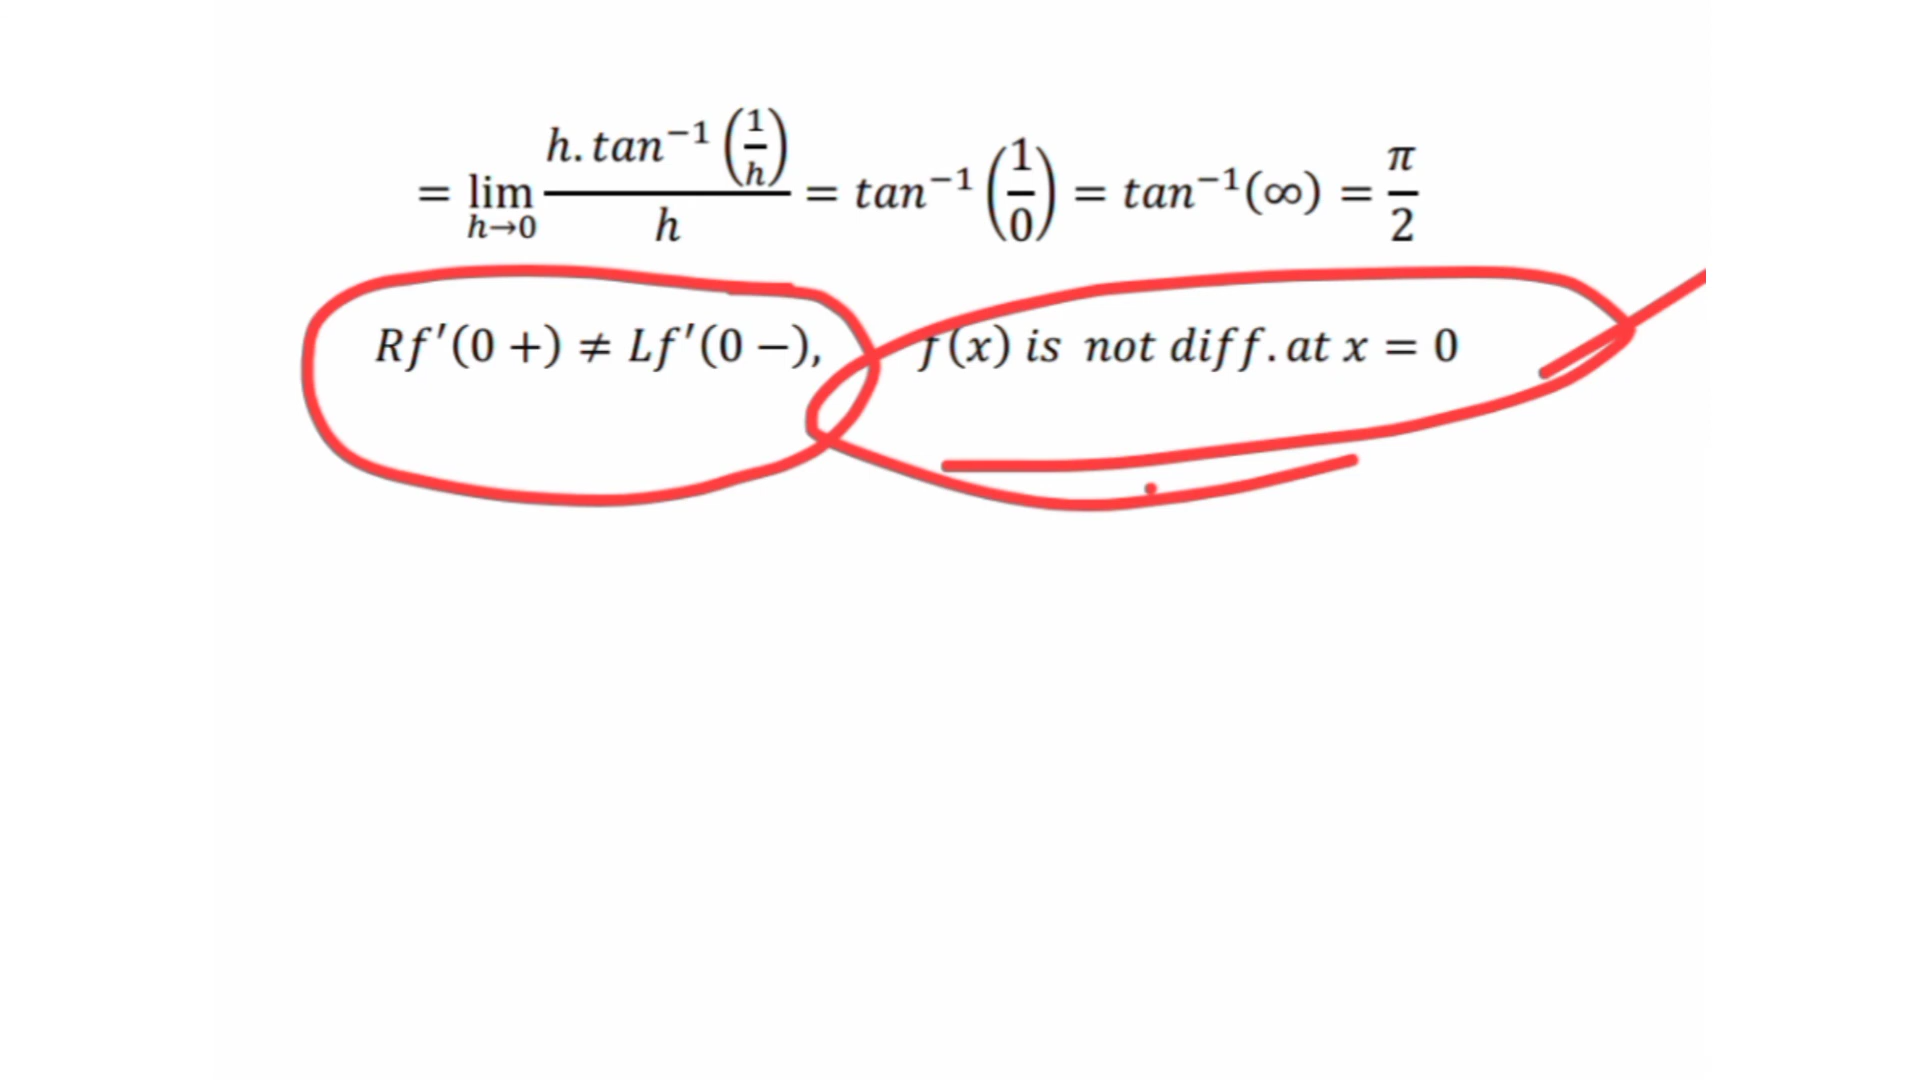 = lim h→0 h.tan⁻¹(1/h) / h = tan⁻¹(1/0) = tan⁻¹(∞) = π/2
Rf′(0 +) ≠ Lf′(0 −), f(x) is not diff. at x = 0